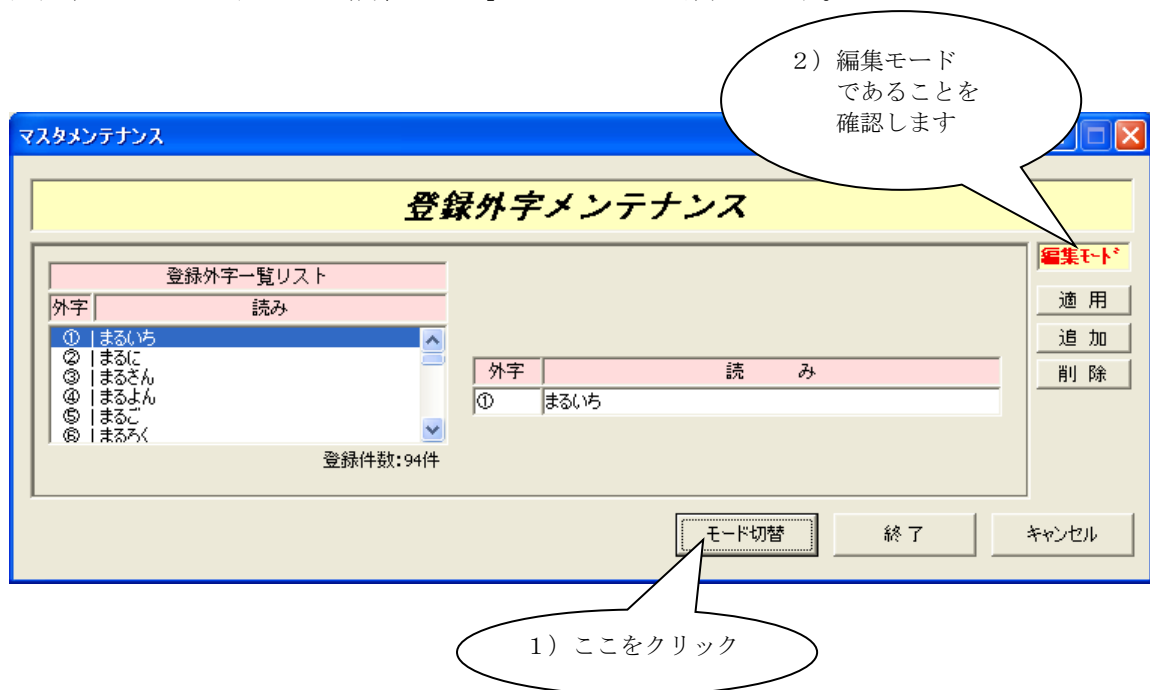 2）編集モード
であることを
確認します
マスタメンテナンス
登録外字メンテナンス
編集ﾓｰﾄﾞ
登録外字一覧リスト
外字 読み
① | まるいち
② | まるに
③ | まるさん
④ | まるよん
⑤ | まるご
⑥ | まるろく
登録件数:94件
外字 読 み
① まるいち
適 用
追 加
削 除
モード切替 終 了 キャンセル
1）ここをクリック